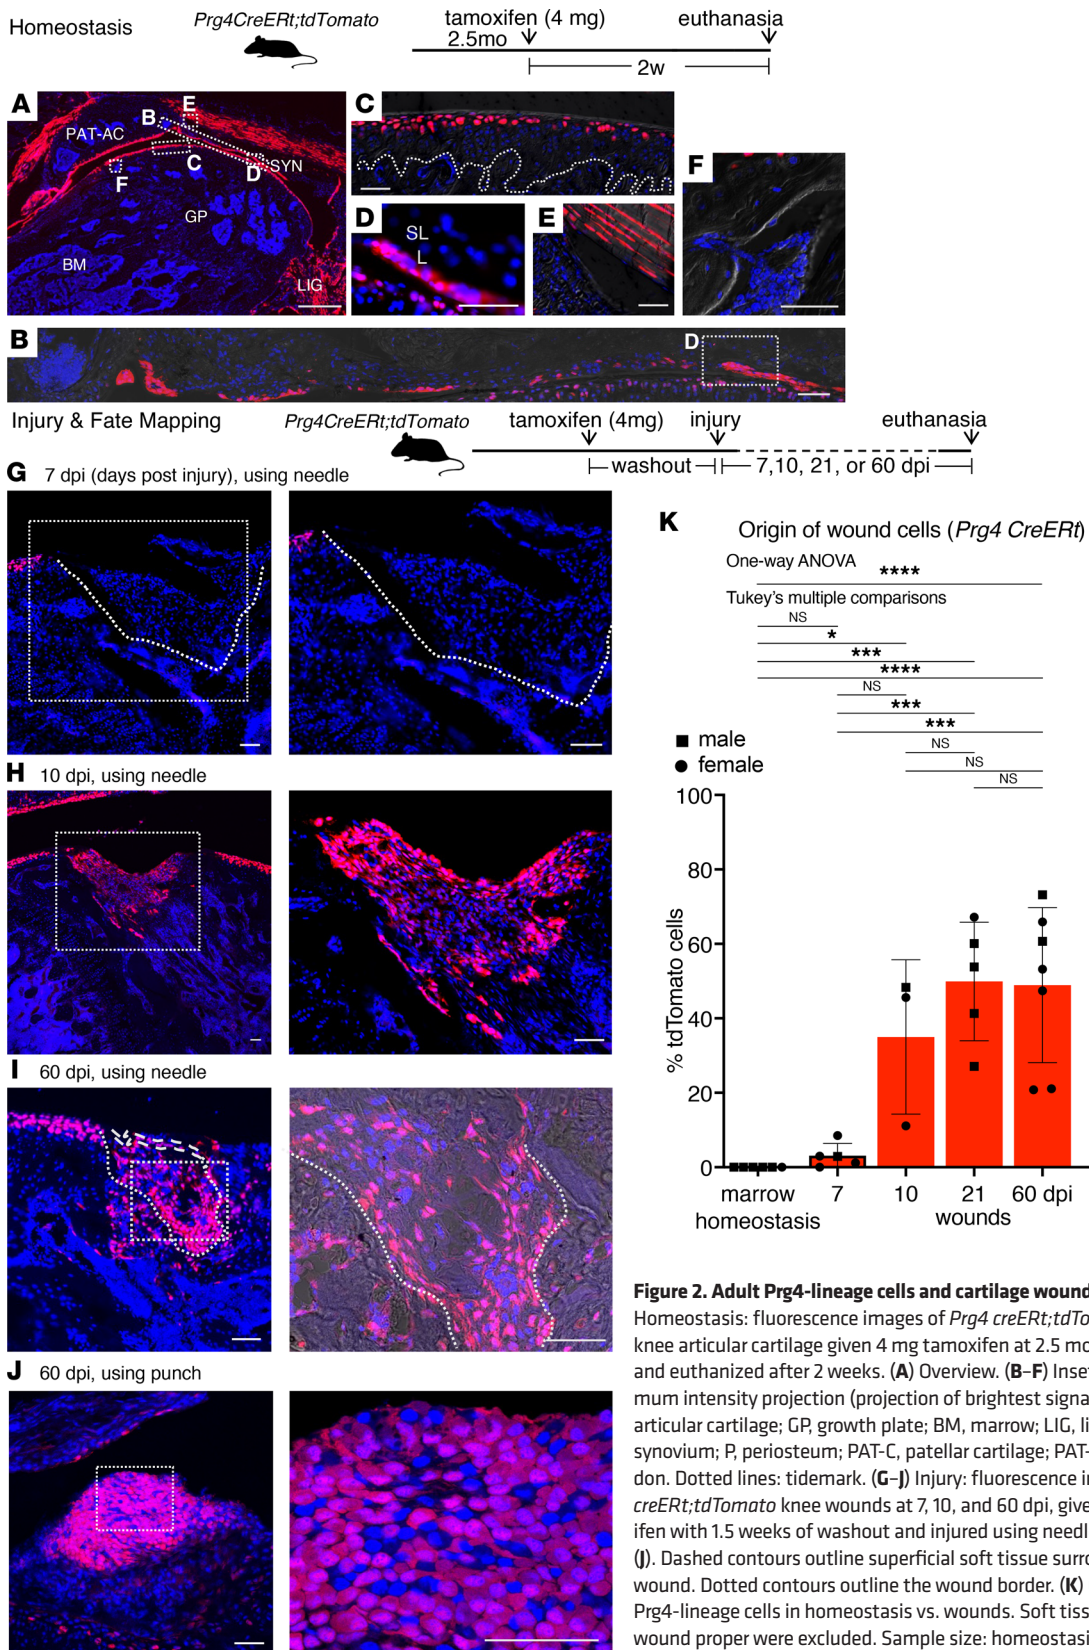 Homeostasis
Prg4CreERt;tdTomato
tamoxifen (4 mg)
euthanasia
2.5mo
2w
A
B
E
PAT-AC
C
SYN
D
F
GP
BM
LIG
C
D
SL
L
E
F
B
D
Injury & Fate Mapping
Prg4CreERt;tdTomato
tamoxifen (4mg)
injury
euthanasia
washout
7,10, 21, or 60 dpi
G 7 dpi (days post injury), using needle
H 10 dpi, using needle
I 60 dpi, using needle
J 60 dpi, using punch
K
Origin of wound cells (Prg4 CreERt)
One-way ANOVA
****
Tukey's multiple comparisons
NS
*
***
****
NS
***
***
NS
NS
NS
male
female
% tdTomato cells
100
80
60
40
20
0
marrow 7 10 21 60 dpi
homeostasis wounds
Figure 2. Adult Prg4-lineage cells and cartilage wound
Homeostasis: fluorescence images of Prg4 creERt;tdTo
knee articular cartilage given 4 mg tamoxifen at 2.5 mo
and euthanized after 2 weeks. (A) Overview. (B–F) Inse
mum intensity projection (projection of brightest signa
articular cartilage; GP, growth plate; BM, marrow; LIG, li
synovium; P, periosteum; PAT-C, patellar cartilage; PAT-
don. Dotted lines: tidemark. (G–J) Injury: fluorescence i
creERt;tdTomato knee wounds at 7, 10, and 60 dpi, give
ifen with 1.5 weeks of washout and injured using needl
(J). Dashed contours outline superficial soft tissue surro
wound. Dotted contours outline the wound border. (K)
Prg4-lineage cells in homeostasis vs. wounds. Soft tiss
wound proper were excluded. Sample size: homeostasi